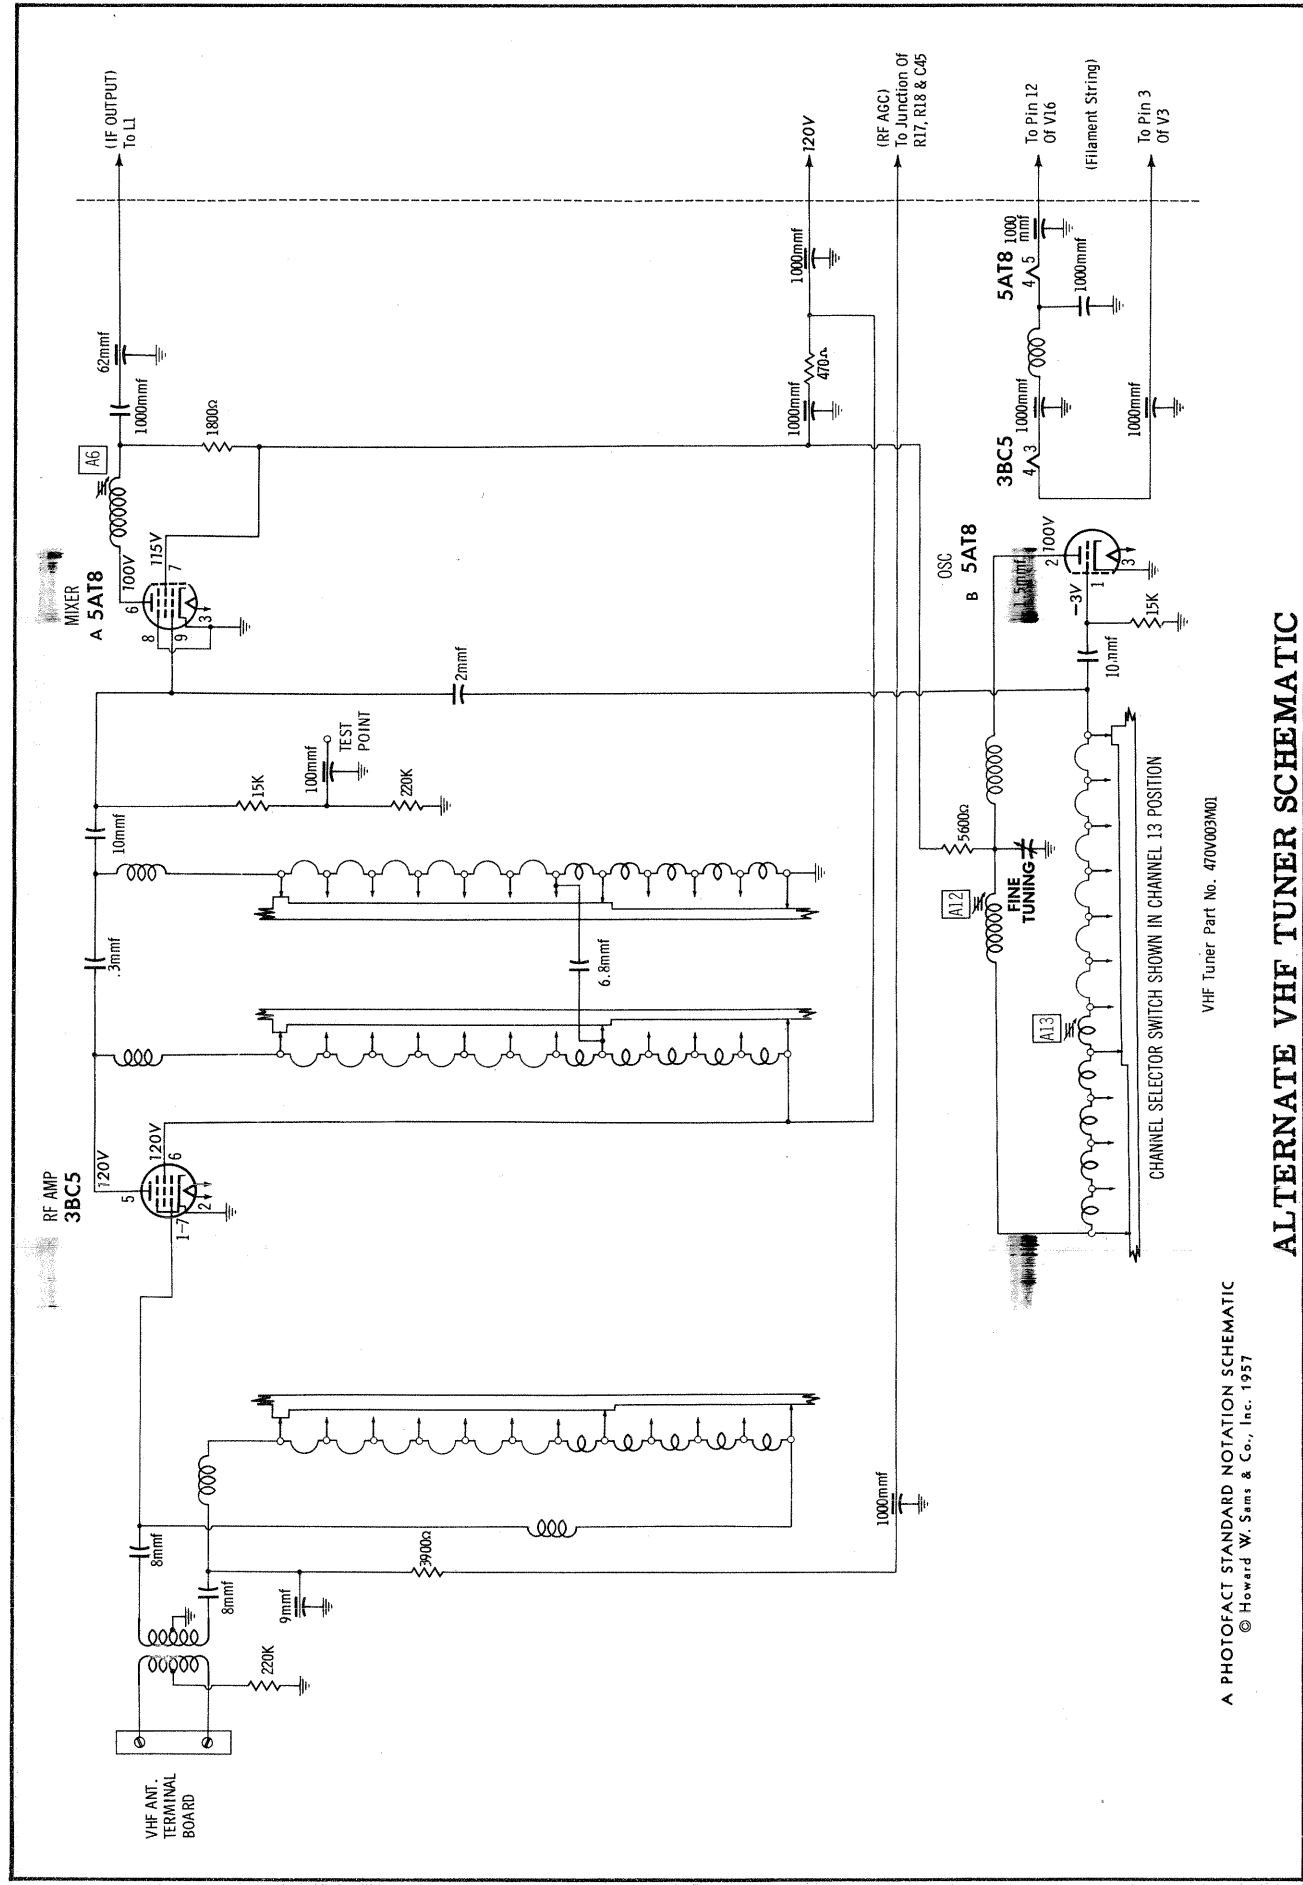 VHF ANT.
TERMINAL
BOARD
8mmf
8mmf
220K
9mmf
3900Ω
1000mmf
RF AMP
3BC5
120V
5
120V
6
1-7
2
.3mmf
10mmf
6.8mmf
15K
100mmf
TEST
POINT
220K
2mmf
MIXER
A 5AT8
6
100V
115V
7
8
9
3
A6
1800Ω
1000mmf
62mmf
(IF OUTPUT)
To L1
1000mmf
470Ω
1000mmf
120V
(RF AGC)
To Junction Of
R17, R18 & C45
5600Ω
A12
FINE
TUNING
A13
OSC
B 5AT8
1.5mmf
2
100V
-3V
1
3
10mmf
15K
3BC5
4 3
1000mmf
5AT8
4 5
1000
mmf
1000mmf
1000mmf
To Pin 12
Of V16
(Filament String)
To Pin 3
Of V3
CHANNEL SELECTOR SWITCH SHOWN IN CHANNEL 13 POSITION
VHF Tuner Part No. 470V003M01
A PHOTOFACT STANDARD NOTATION SCHEMATIC
© Howard W. Sams & Co., Inc. 1957
ALTERNATE VHF TUNER SCHEMATIC